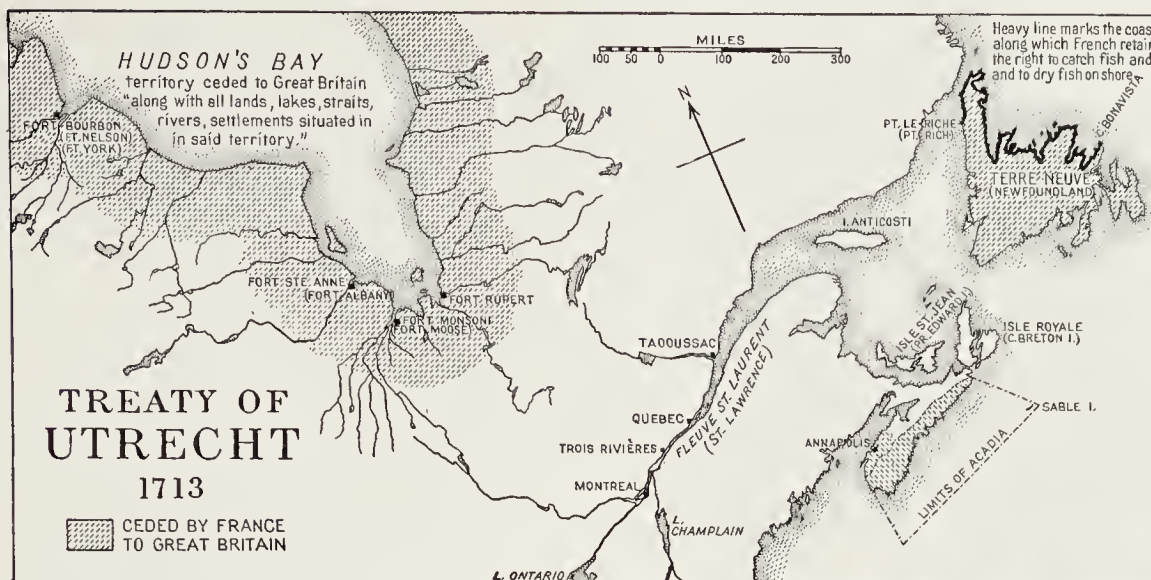 HUDSON'S BAY
territory ceded to Great Britain
"along with all lands, lakes, straits,
rivers, settlements situated in
in said territory."
MILES
100 50 0 100 200 300
Heavy line marks the coas
along which French retain
the right to catch fish and
and to dry fish on shore
C. BONAVISTA
N
FORT BOURBON
(FT. NELSON)
(FT. YORK)
PT. LE RICHE
(PT. RICH)
TERRE NEUVE
(NEWFOUNDLAND)
I. ANTICOSTI
FORT STE. ANNE
(FORT ALBANY)
FORT RUPERT
FORT MONSONI
(FORT MOOSE)
ISLE ST. JEAN
(PR. EDWARD I.)
ISLE ROYALE
(C. BRETON I.)
TAOOUSSAC
FLEUVE ST. LAURENT
(ST. LAWRENCE)
SABLE I.
QUEBEC
ANNAPOLIS
TROIS RIVIÈRES
LIMITS OF ACADIA
MONTREAL
L.
CHAMPLAIN
L. ONTARIO
TREATY OF
UTRECHT
1713
CEDED BY FRANCE
TO GREAT BRITAIN